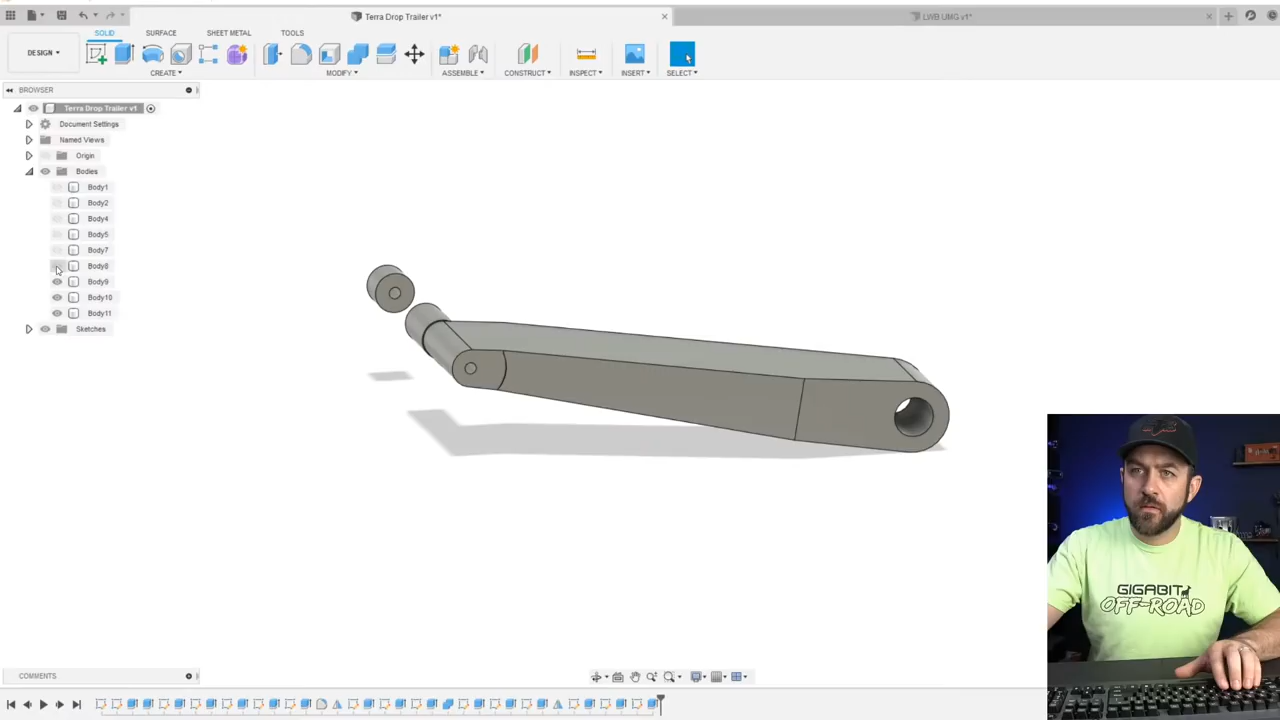 Terra Drop Trailer v1*
LWB UMG v1*
DESIGN
SOLID
SURFACE
SHEET METAL
TOOLS
CREATE
MODIFY
ASSEMBLE
CONSTRUCT
INSPECT
INSERT
SELECT
BROWSER
Terra Drop Trailer v1
Document Settings
Named Views
Origin
Bodies
Body1
Body2
Body4
Body5
Body7
Body8
Body9
Body10
Body11
Sketches
GIGABIT
OFF-ROAD
COMMENTS